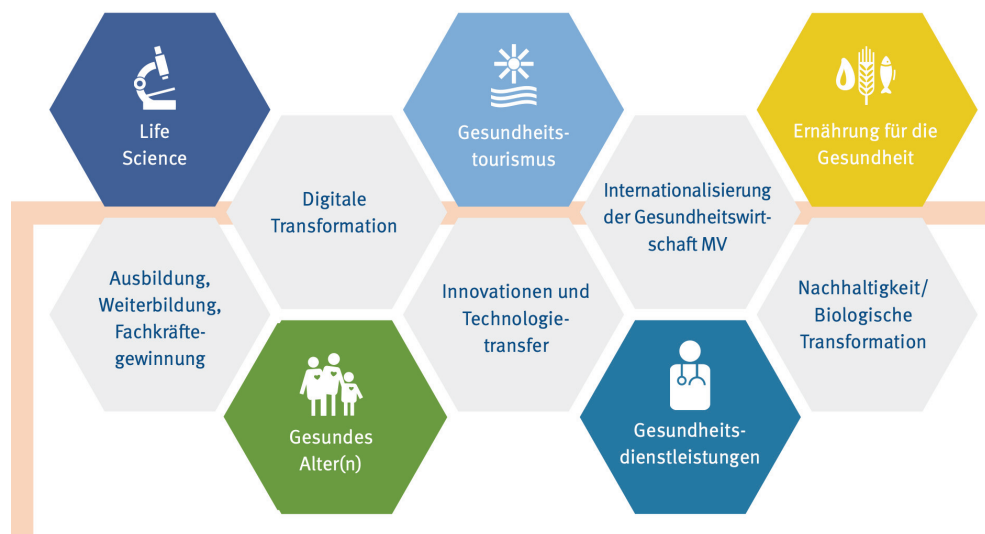 Life
Science
Gesundheits-
tourismus
Ernährung für die
Gesundheit
Digitale
Transformation
Internationalisierung
der Gesundheitswirt-
schaft MV
Ausbildung,
Weiterbildung,
Fachkräfte-
gewinnung
Innovationen und
Technologie-
transfer
Nachhaltigkeit/
Biologische
Transformation
Gesundes
Alter(n)
Gesundheits-
dienstleistungen